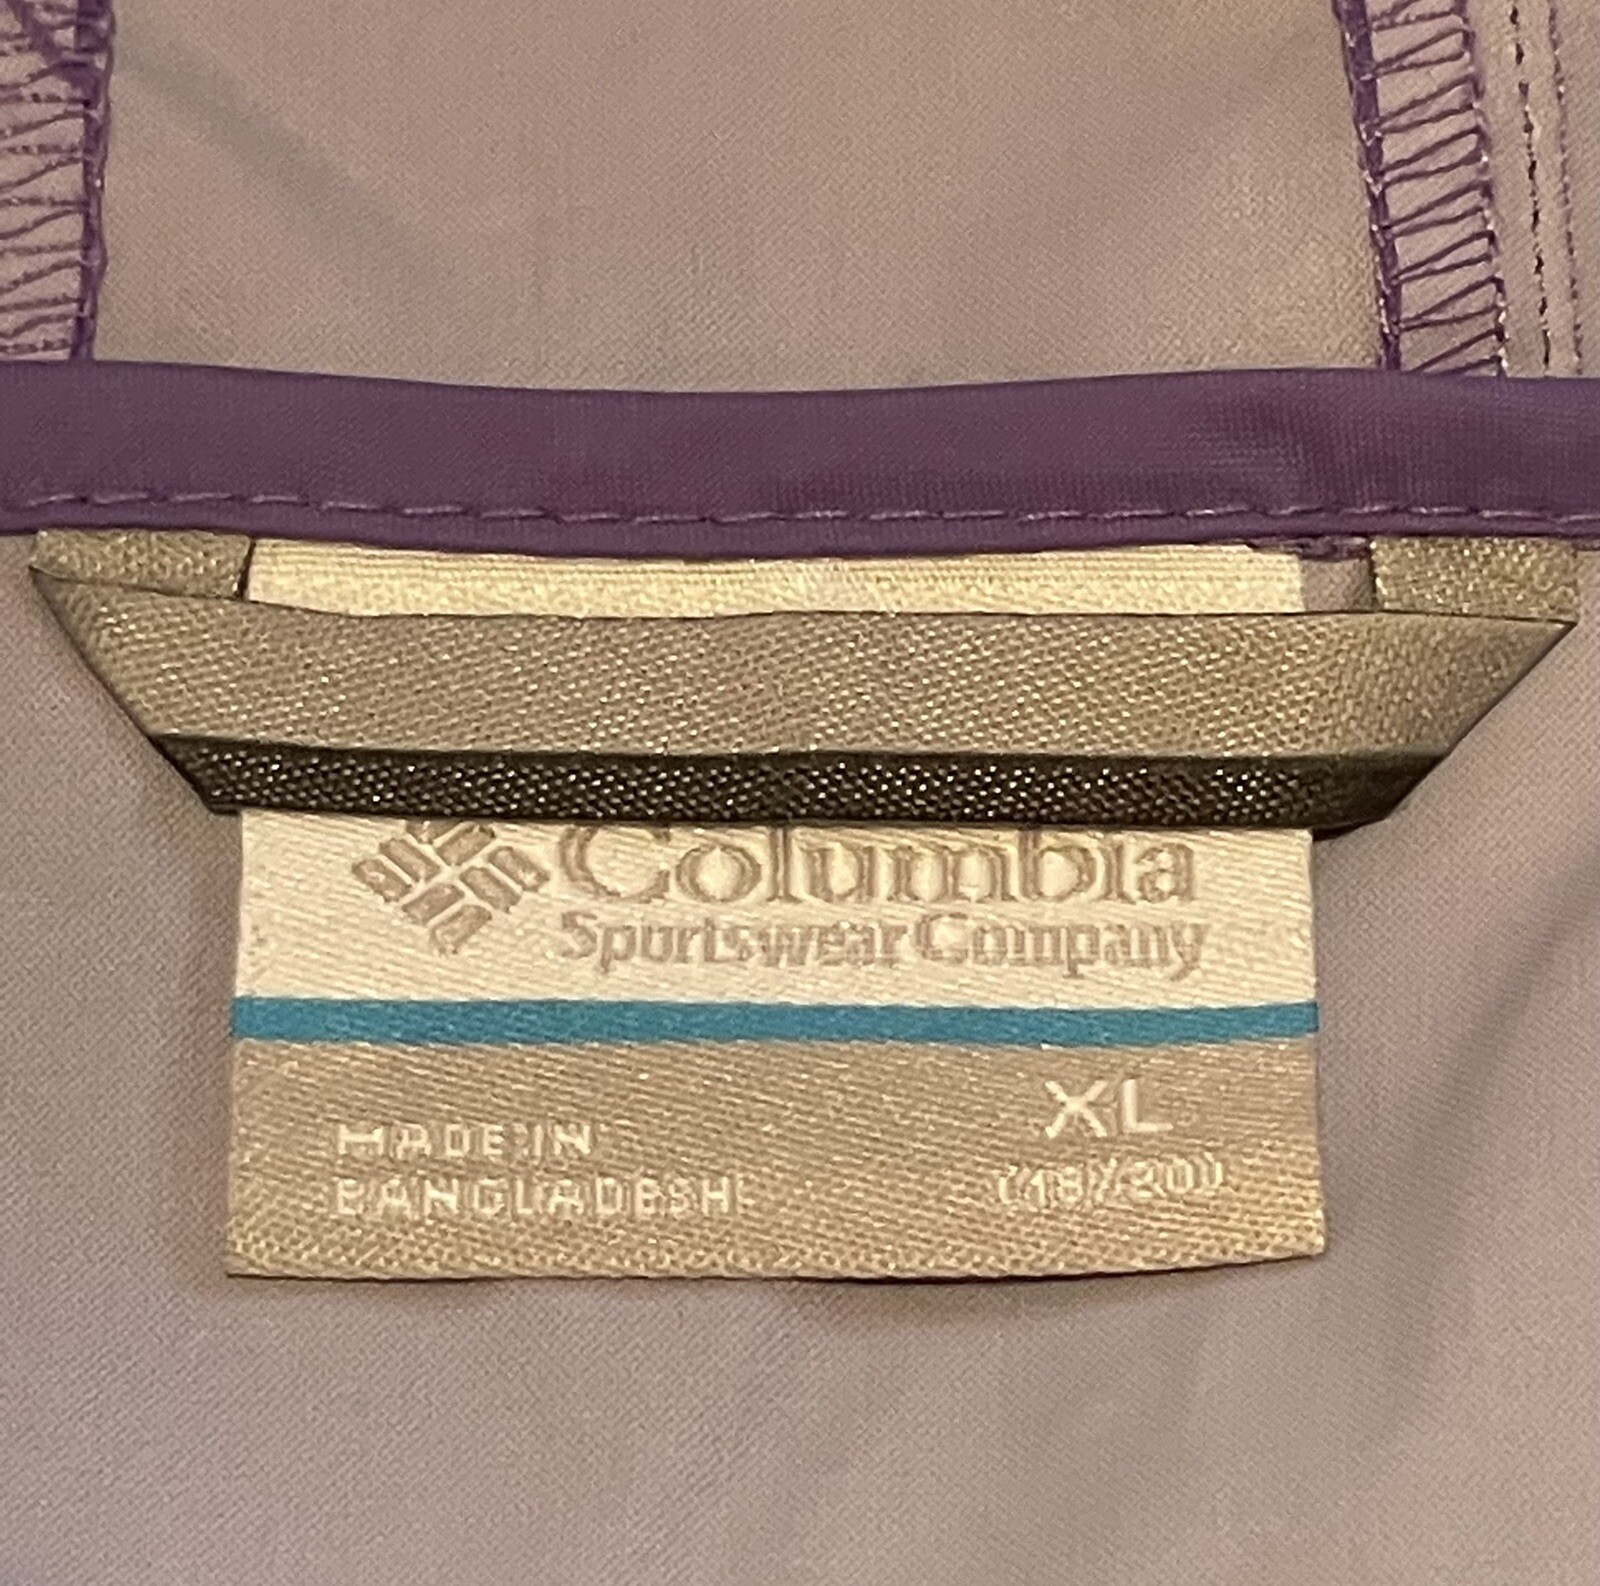 Columbia
Sportswear Company
XL
MADE IN
BANGLADESH
(18/20)